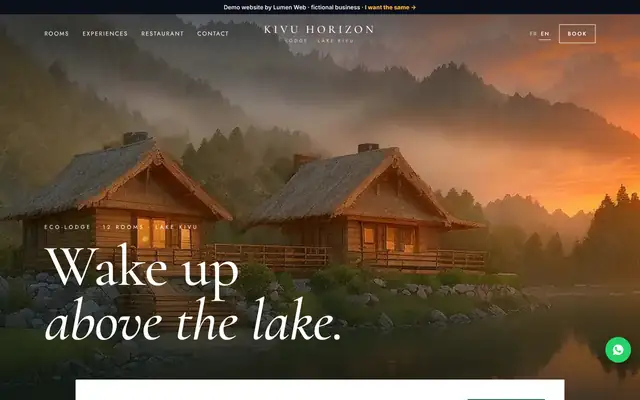 Demo website by Lumen Web · fictional business · I want the same →
ROOMS EXPERIENCES RESTAURANT CONTACT
KIVU HORIZON
LODGE · LAKE KIVU
FR EN
BOOK
ECO-LODGE · 12 ROOMS · LAKE KIVU
Wake up
above the lake.